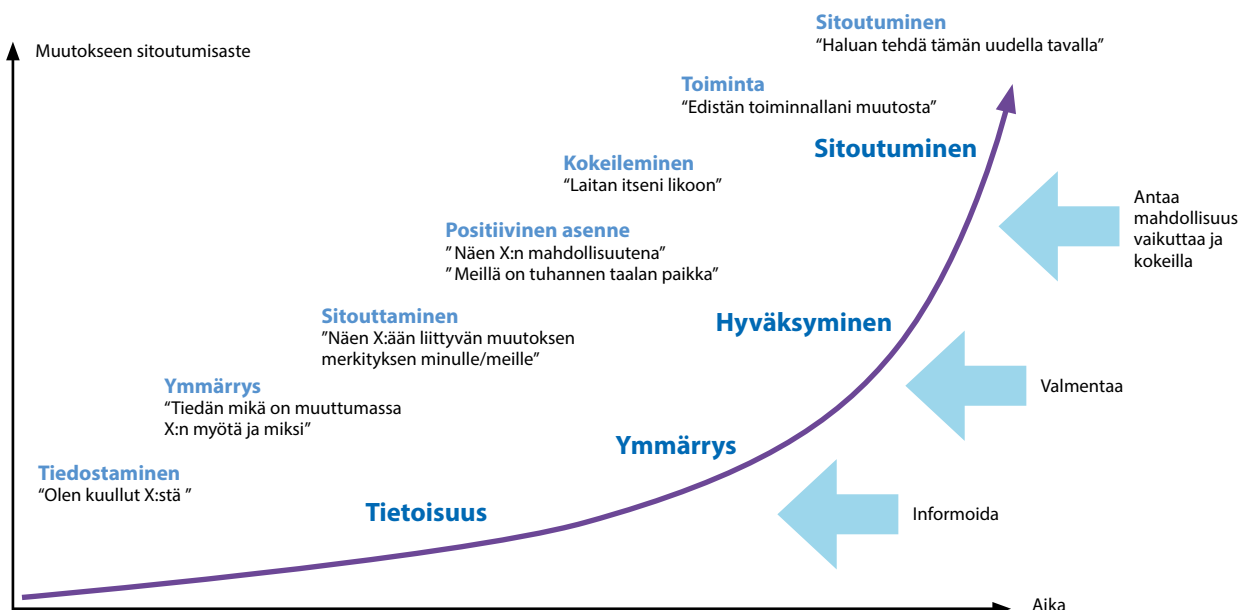 Sitoutuminen
“Haluan tehdä tämän uudella tavalla”
Muutokseen sitoutumisaste
Toiminta
“Edistän toiminnallani muutosta”
Sitoutuminen
Kokeileminen
“Laitan itseni likoon”
Antaa
mahdollisuus
vaikuttaa ja
kokeilla
Positiivinen asenne
” Näen X:n mahdollisuutena”
” Meillä on tuhannen taalan paikka”
Sitouttaminen
”Näen X:ään liittyvän muutoksen
merkityksen minulle/meille”
Hyväksyminen
Ymmärrys
“Tiedän mikä on muuttumassa
X:n myötä ja miksi”
Valmentaa
Ymmärrys
Tiedostaminen
“Olen kuullut X:stä ”
Tietoisuus
Informoida
Aika